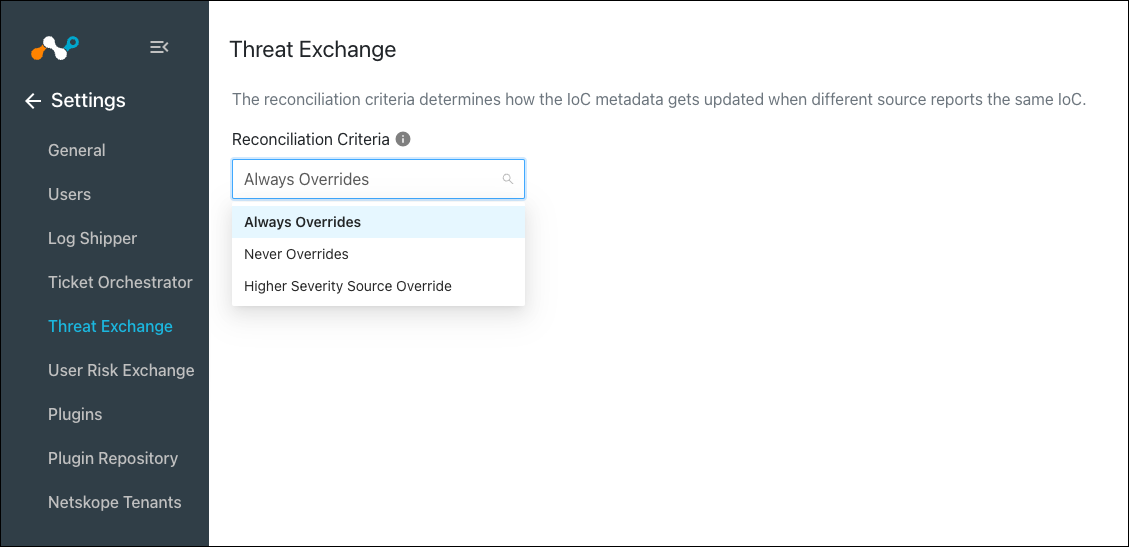 Threat Exchange
Settings
The reconciliation criteria determines how the IoC metadata gets updated when different source reports the same IoC.
General
Reconciliation Criteria
Always Overrides
Users
Always Overrides
Log Shipper
Never Overrides
Ticket Orchestrator
Higher Severity Source Override
Threat Exchange
User Risk Exchange
Plugins
Plugin Repository
Netskope Tenants